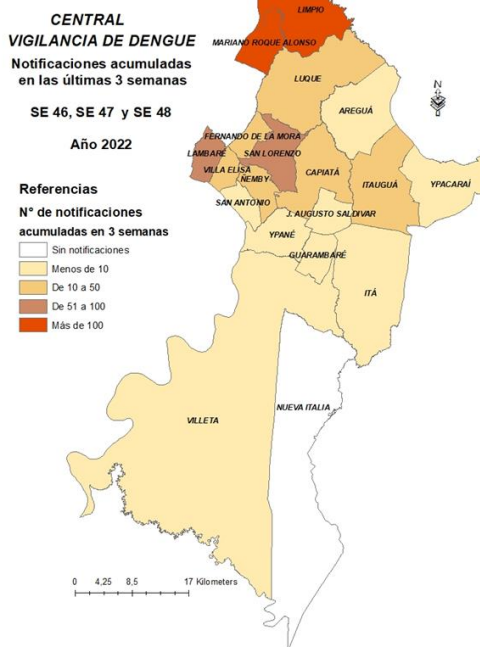 CENTRAL
VIGILANCIA DE DENGUE
Notificaciones acumuladas
en las últimas 3 semanas
SE 46, SE 47 y SE 48
Año 2022
Referencias
N° de notificaciones
acumuladas en 3 semanas
Sin notificaciones
Menos de 10
De 10 a 50
De 51 a 100
Más de 100
LIMPIO
MARIANO ROQUE ALONSO
LUQUE
N
AREGUÁ
FERNANDO DE LA MORA
LAMBARÉ
SAN LORENZO
VILLA ELISA
ÑEMBY
CAPIATÁ
ITAUGUÁ
YPACARAÍ
SAN ANTONIO
J. AUGUSTO SALDIVAR
YPANÉ
GUARAMBARÉ
ITÁ
NUEVA ITALIA
VILLETA
0 4,25 8,5 17 Kilometers